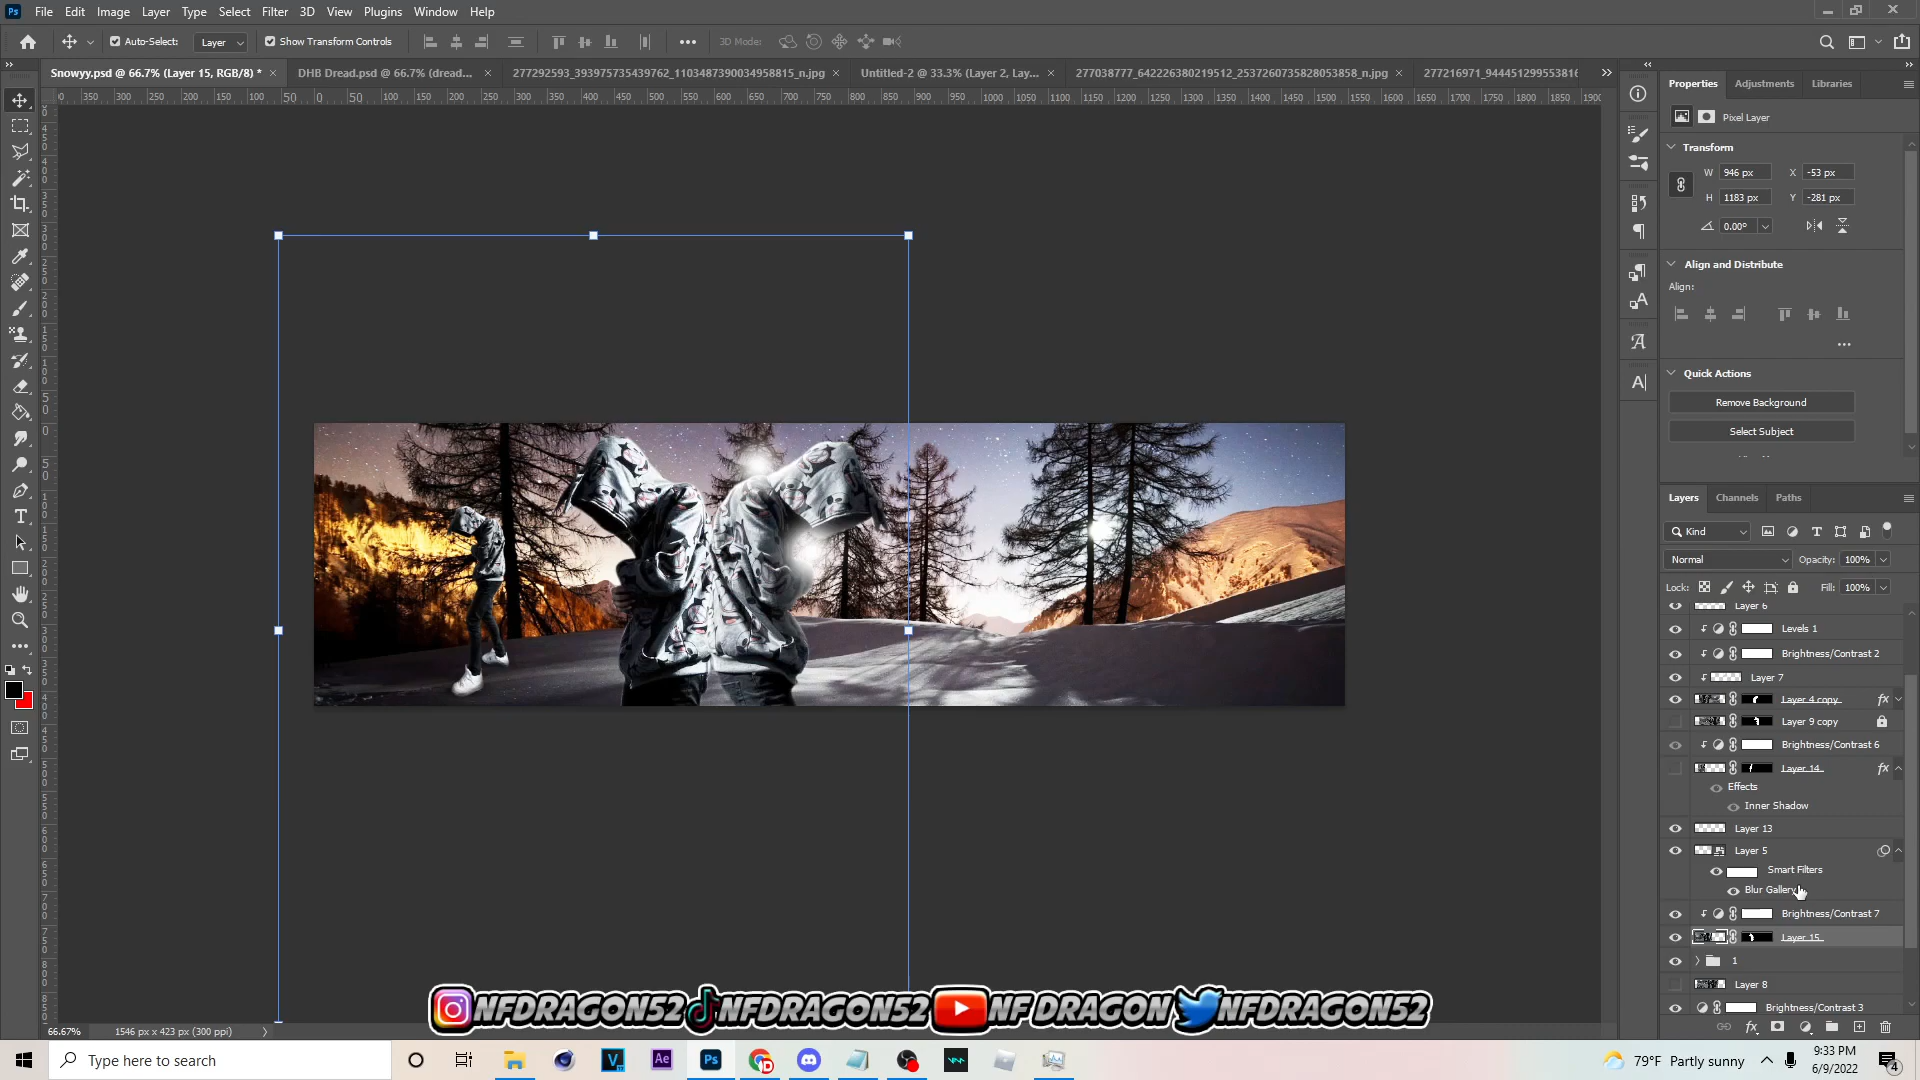 Ps File Edit Image Layer Type Select Filter 3D View Plugins Window Help
Auto-Select: Layer Show Transform Controls 3D Mode:
Snowyy.psd @ 66.7% (Layer 15, RGB/8) * × DHB Dread.psd @ 66.7% (dread... × 277292593_393975735439762_1103487390034958815_n.jpg × Untitled-2 @ 33.3% (Layer 2, Lay... × 277038777_642226380219512_2537260735828053858_n.jpg × 277216971_944451299553816
Properties Adjustments Libraries
Pixel Layer
Transform
W 946 px X -53 px
H 1183 px Y -281 px
0.00°
Align and Distribute
Align:
Quick Actions
Remove Background
Select Subject
Layers Channels Paths
Kind
Normal Opacity: 100%
Lock: Fill: 100%
Layer 6
Levels 1
Brightness/Contrast 2
Layer 7
Layer 4 copy fx
Layer 9 copy
Brightness/Contrast 6
Layer 14 fx
Effects
Inner Shadow
Layer 13
Layer 5
Smart Filters
Blur Gallery
Brightness/Contrast 7
Layer 15
1
Layer 8
Brightness/Contrast 3
NFDRAGON52 NFDRAGON52 NF DRAGON NFDRAGON52
66.67% 1546 px x 423 px (300 ppi)
Type here to search
79°F Partly sunny
9:33 PM
6/9/2022
4